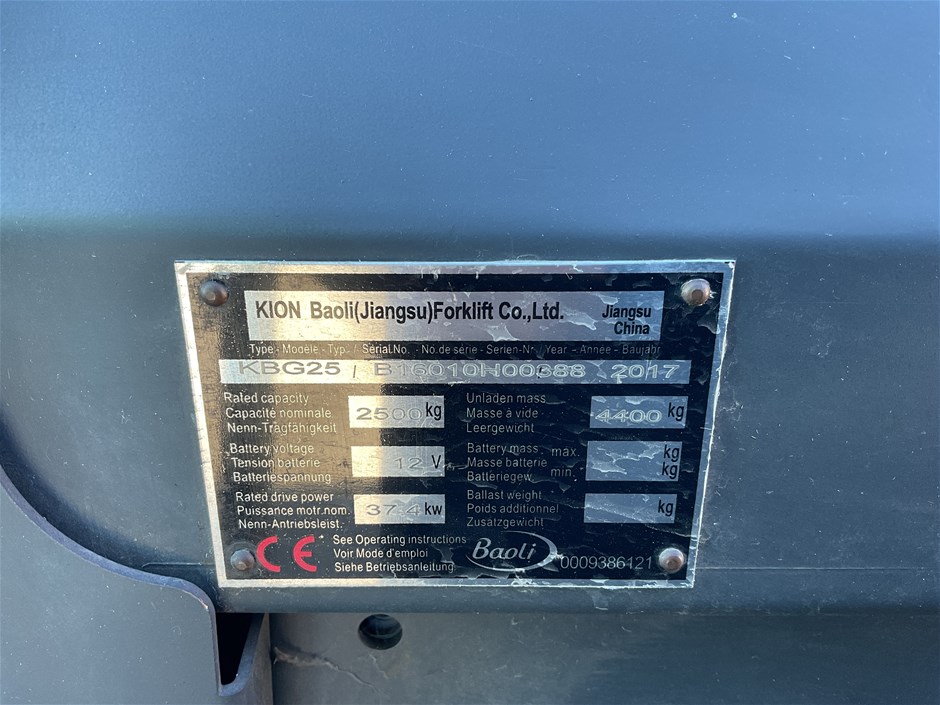 KION Baoli(Jiangsu)Forklift Co.,Ltd. Jiangsu China
Type - Modele - Typ / Serial.No. - No.de série - Serien-Nr. Year - Année - Baujahr
KBG25 / B16010H00588 2017
Rated capacity
Capacité nominale
Nenn-Tragfähigkeit
2500 kg
Unladen mass
Masse à vide
Leergewicht
4400 kg
Battery voltage
Tension batterie
Batteriespannung
12 V
Battery mass max. kg
Masse batterie
Batteriegew. min. kg
Rated drive power
Puissance motr.nom.
Nenn-Antriebsleist.
37.4 kw
Ballast weight
Poids additionnel
Zusätzgewicht
kg
CE
See Operating instructions
Voir Mode d'emploi
Siehe Betriebsanleitung
Baoli
0009386121